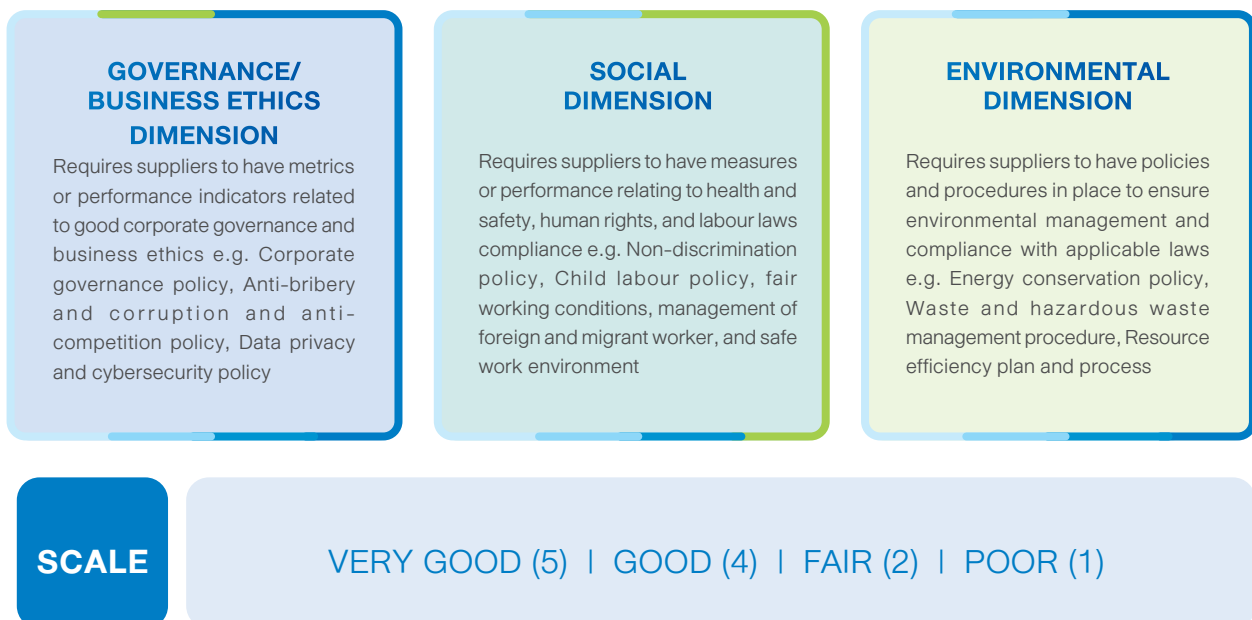 GOVERNANCE/
BUSINESS ETHICS
DIMENSION
Requires suppliers to have metrics
or performance indicators related
to good corporate governance and
business ethics e.g. Corporate
governance policy, Anti-bribery
and corruption and anti-
competition policy, Data privacy
and cybersecurity policy
SOCIAL
DIMENSION
Requires suppliers to have measures
or performance relating to health and
safety, human rights, and labour laws
compliance e.g. Non-discrimination
policy, Child labour policy, fair
working conditions, management of
foreign and migrant worker, and safe
work environment
ENVIRONMENTAL
DIMENSION
Requires suppliers to have policies
and procedures in place to ensure
environmental management and
compliance with applicable laws
e.g. Energy conservation policy,
Waste and hazardous waste
management procedure, Resource
efficiency plan and process
SCALE
VERY GOOD (5) | GOOD (4) | FAIR (2) | POOR (1)